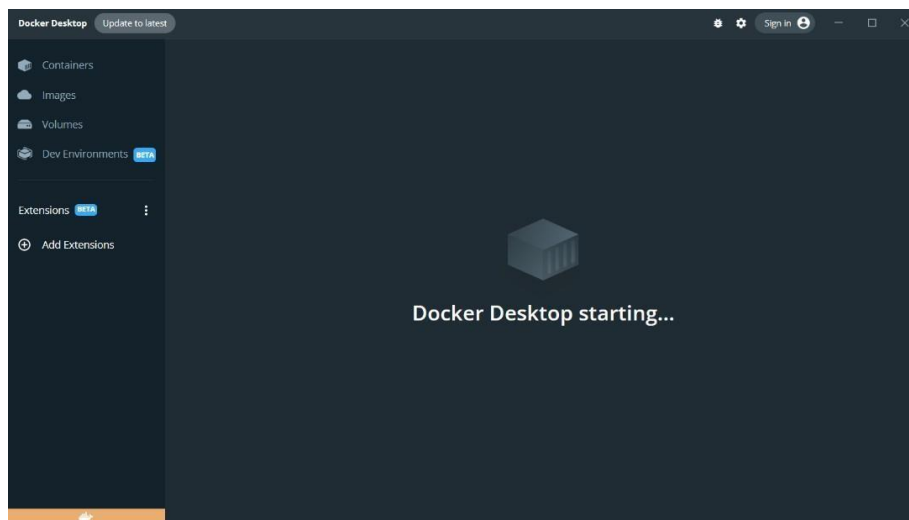 Docker Desktop Update to latest Sign in
Containers
Images
Volumes
Dev Environments BETA
Extensions BETA
Add Extensions
Docker Desktop starting...